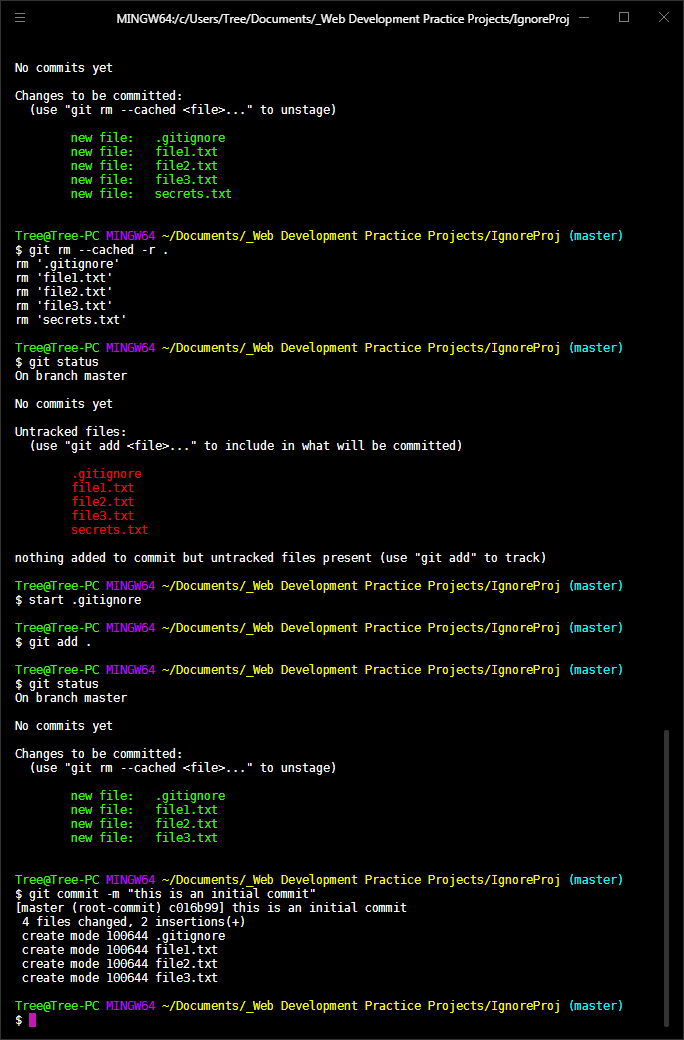 MINGW64:/c/Users/Tree/Documents/_Web Development Practice Projects/IgnoreProj
No commits yet
Changes to be committed:
(use "git rm --cached <file>..." to unstage)
new file: .gitignore
new file: file1.txt
new file: file2.txt
new file: file3.txt
new file: secrets.txt
Tree@Tree-PC MINGW64 ~/Documents/_Web Development Practice Projects/IgnoreProj (master)
$ git rm --cached -r .
rm '.gitignore'
rm 'file1.txt'
rm 'file2.txt'
rm 'file3.txt'
rm 'secrets.txt'
Tree@Tree-PC MINGW64 ~/Documents/_Web Development Practice Projects/IgnoreProj (master)
$ git status
On branch master
No commits yet
Untracked files:
(use "git add <file>..." to include in what will be committed)
.gitignore
file1.txt
file2.txt
file3.txt
secrets.txt
nothing added to commit but untracked files present (use "git add" to track)
Tree@Tree-PC MINGW64 ~/Documents/_Web Development Practice Projects/IgnoreProj (master)
$ start .gitignore
Tree@Tree-PC MINGW64 ~/Documents/_Web Development Practice Projects/IgnoreProj (master)
$ git add .
Tree@Tree-PC MINGW64 ~/Documents/_Web Development Practice Projects/IgnoreProj (master)
$ git status
On branch master
No commits yet
Changes to be committed:
(use "git rm --cached <file>..." to unstage)
new file: .gitignore
new file: file1.txt
new file: file2.txt
new file: file3.txt
Tree@Tree-PC MINGW64 ~/Documents/_Web Development Practice Projects/IgnoreProj (master)
$ git commit -m "this is an initial commit"
[master (root-commit) c016b99] this is an initial commit
4 files changed, 2 insertions(+)
create mode 100644 .gitignore
create mode 100644 file1.txt
create mode 100644 file2.txt
create mode 100644 file3.txt
Tree@Tree-PC MINGW64 ~/Documents/_Web Development Practice Projects/IgnoreProj (master)
$